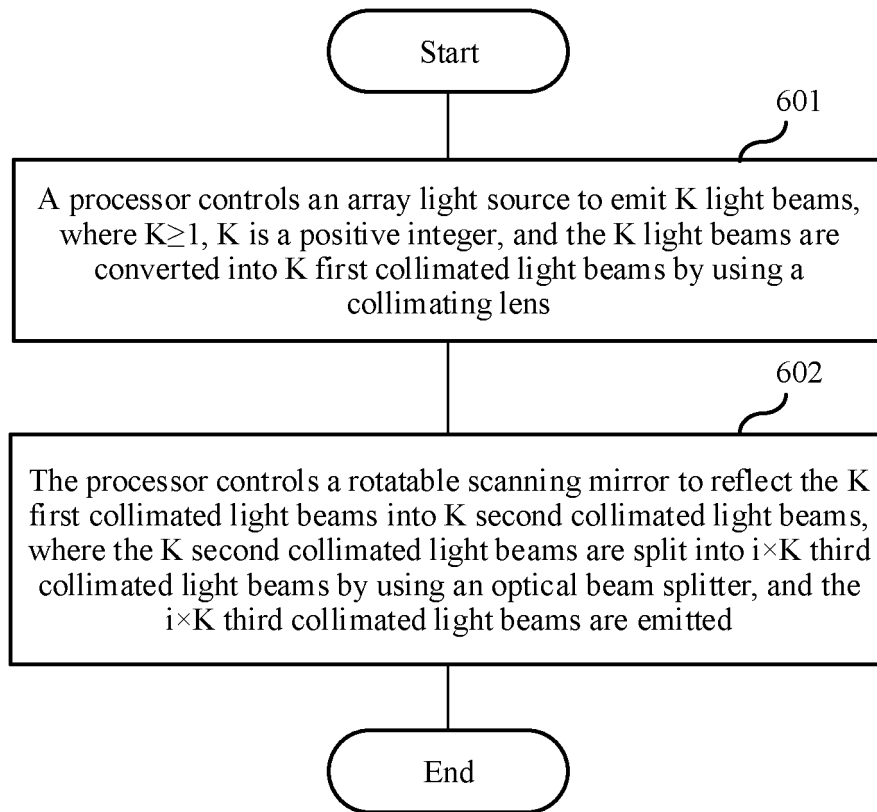 Start
601
A processor controls an array light source to emit K light beams,
where K≥1, K is a positive integer, and the K light beams are
converted into K first collimated light beams by using a
collimating lens
602
The processor controls a rotatable scanning mirror to reflect the K
first collimated light beams into K second collimated light beams,
where the K second collimated light beams are split into i×K third
collimated light beams by using an optical beam splitter, and the
i×K third collimated light beams are emitted
End